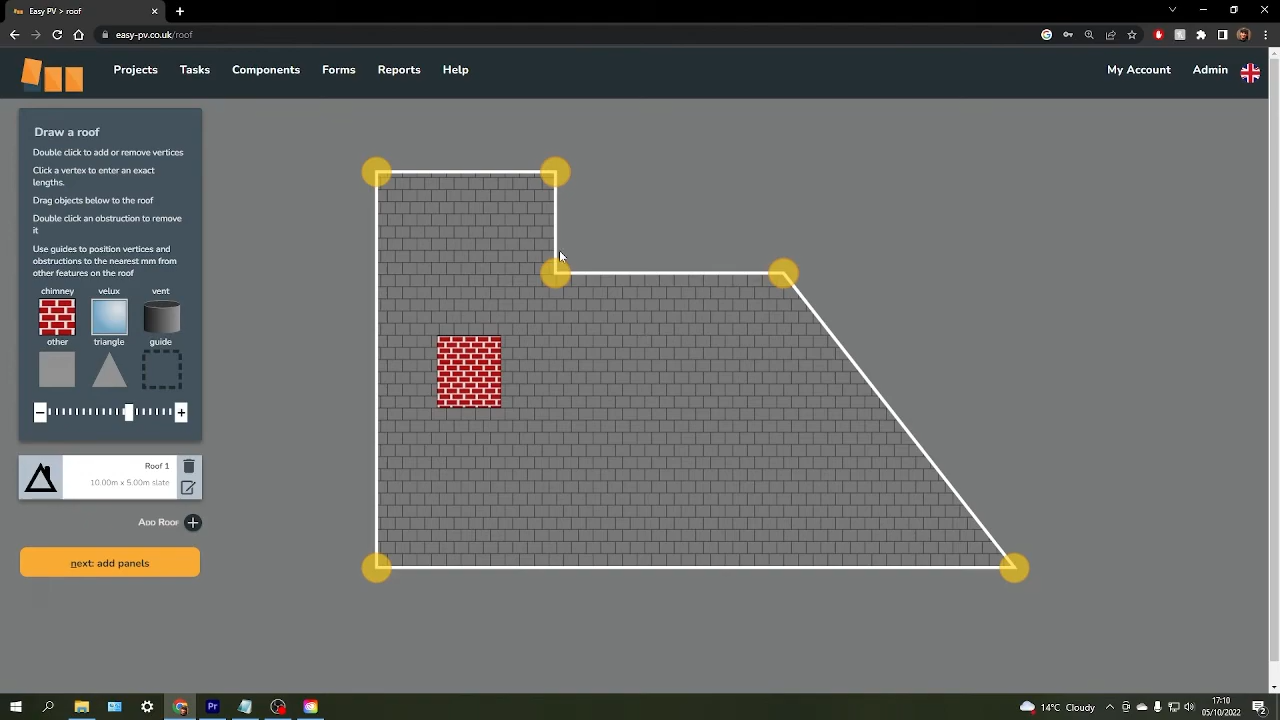 Easy PV > roof
easy-pv.co.uk/roof
Projects
Tasks
Components
Forms
Reports
Help
My Account
Admin
Draw a roof
Double click to add or remove vertices
Click a vertex to enter an exact
lengths.
Drag objects below to the roof
Double click an obstruction to remove
it
Use guides to position vertices and
obstructions to the nearest mm from
other features on the roof
chimney
velux
vent
other
triangle
guide
Roof 1
10.00m x 5.00m slate
Add Roof
next: add panels
Pr
14°C Cloudy
17:10
05/10/2022
2